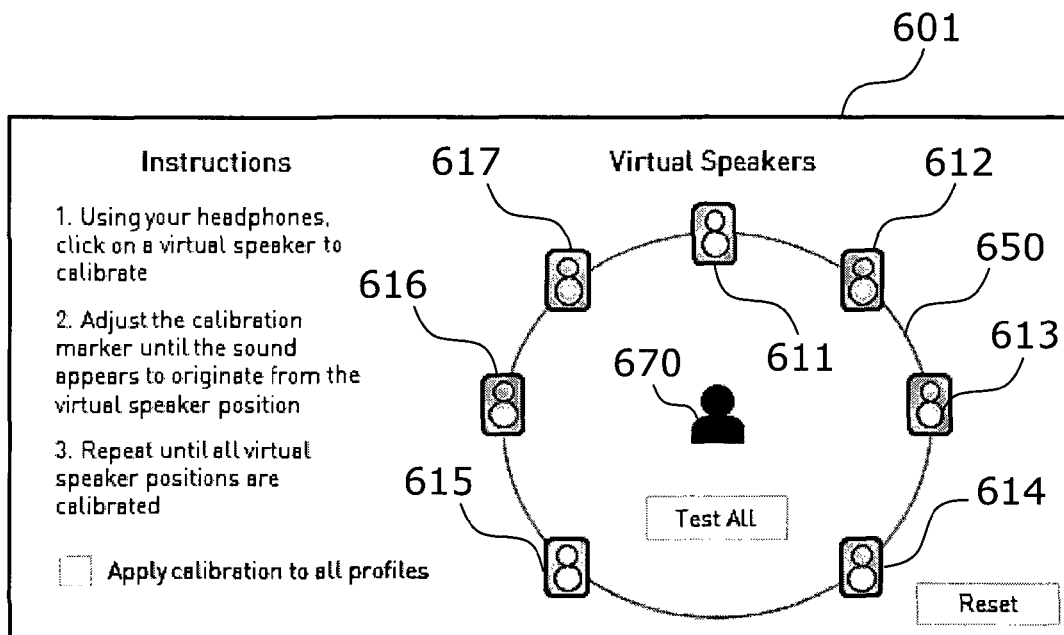 601
Instructions
1. Using your headphones,
click on a virtual speaker to
calibrate
2. Adjust the calibration
marker until the sound
appears to originate from the
virtual speaker position
3. Repeat until all virtual
speaker positions are
calibrated
Apply calibration to all profiles
Virtual Speakers
617
612
650
616
611
613
670
615
614
Test All
Reset